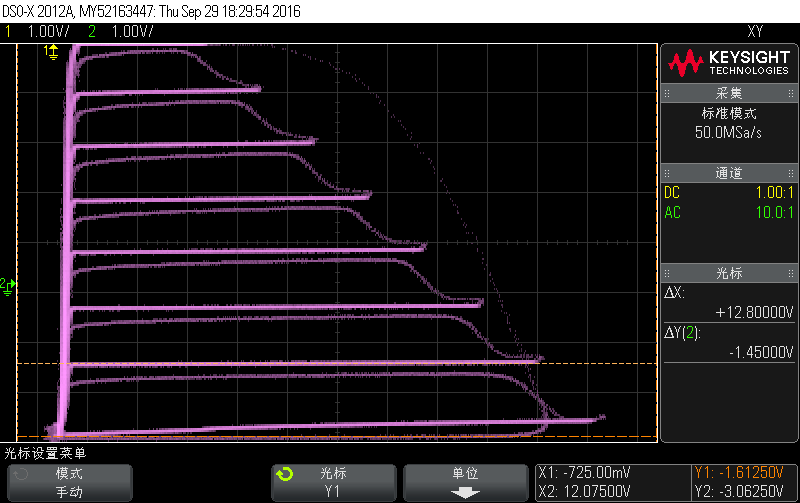 DSO-X 2012A, MY52163447: Thu Sep 29 18:29:54 2016
1 1.00V/ 2 1.00V/ XY
1
2
KEYSIGHT
TECHNOLOGIES
采集
标准模式
50.0MSa/s
通道
DC 1.00:1
AC 10.0:1
光标
ΔX:
+12.80000V
ΔY(2):
-1.45000V
光标设置菜单
模式
手动
光标
Y1
单位
X1: -725.00mV
X2: 12.07500V
Y1: -1.61250V
Y2: -3.06250V